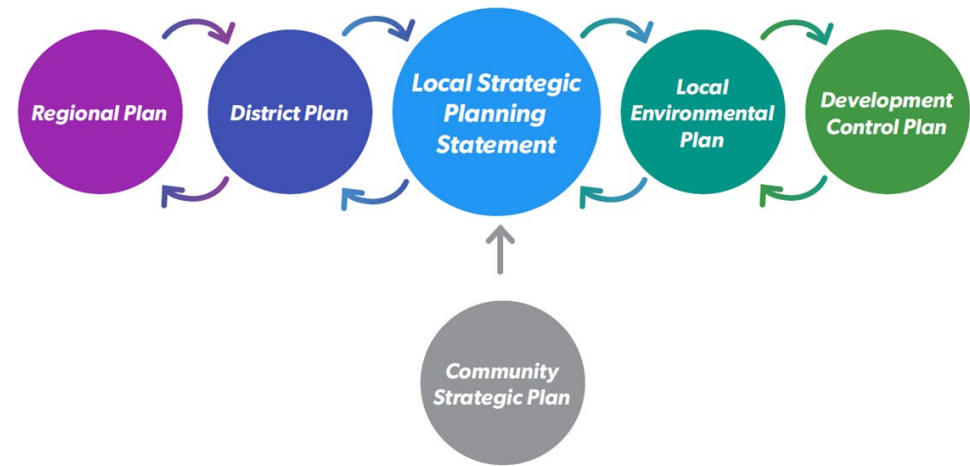 Regional Plan
District Plan
Local Strategic
Planning
Statement
Local
Environmental
Plan
Development
Control Plan
Community
Strategic Plan